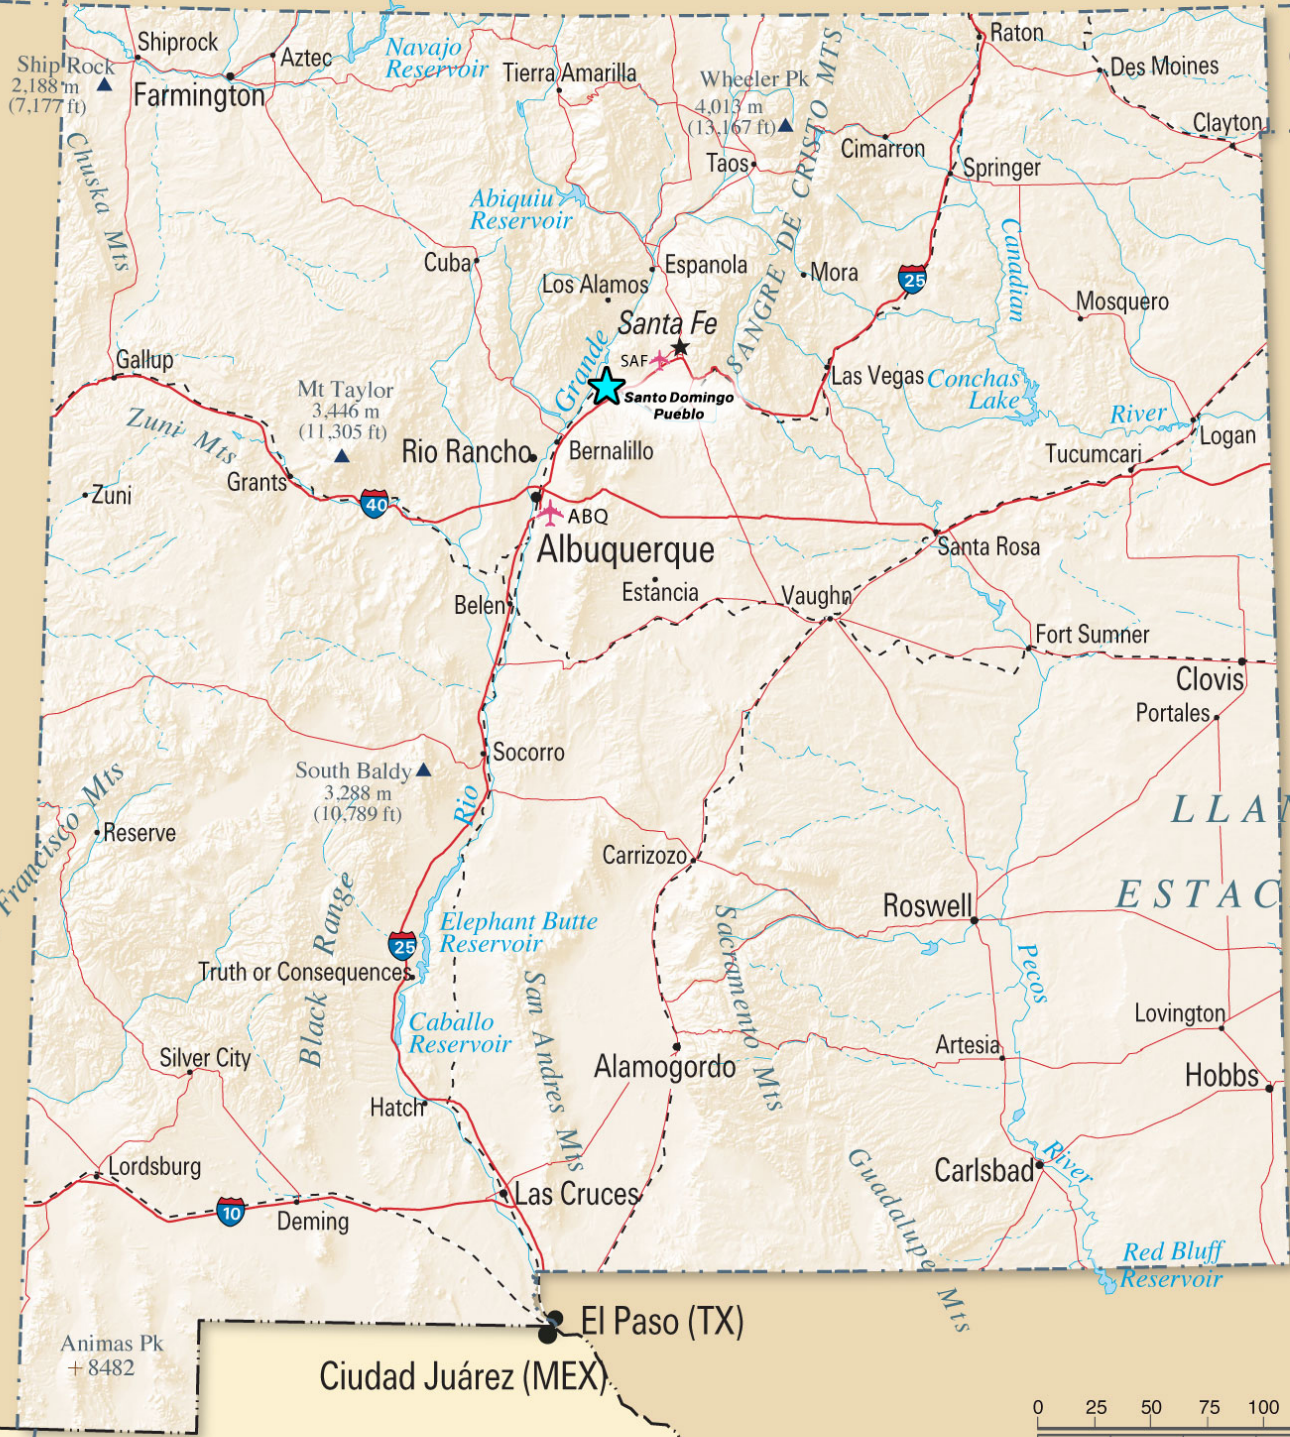 Shiprock
Aztec
Ship Rock
2,188 m
(7,177 ft)
Farmington
Navajo
Reservoir
Tierra Amarilla
Wheeler Pk
4,013 m
(13,167 ft)
Raton
Des Moines
Clayton
Cimarron
Taos
Springer
Chuska Mts
Abiquiu
Reservoir
SANGRE DE CRISTO MTS
Canadian
Cuba
Espanola
Los Alamos
Mora
25
Mosquero
Santa Fe
SAF
Grande
Gallup
Mt Taylor
3,446 m
(11,305 ft)
Santo Domingo
Pueblo
Las Vegas
Conchas
Lake
River
Logan
Zuni Mts
Rio Rancho
Bernalillo
Tucumcari
Grants
Zuni
40
ABQ
Albuquerque
Santa Rosa
Estancia
Vaughn
Belen
Fort Sumner
Clovis
Portales
Socorro
South Baldy
3,288 m
(10,789 ft)
Rio
Francisco Mts
Reserve
LLAN
Carrizozo
ESTAC
Black Range
Roswell
Elephant Butte
Reservoir
25
Truth or Consequences
Sacramento Mts
Pecos
San Andres Mts
Caballo
Reservoir
Lovington
Silver City
Artesia
Alamogordo
Hobbs
Hatch
Lordsburg
Guadalupe Mts
Carlsbad
River
Las Cruces
10
Deming
Red Bluff
Reservoir
El Paso (TX)
Animas Pk
+ 8482
Ciudad Juárez (MEX)
0 25 50 75 100